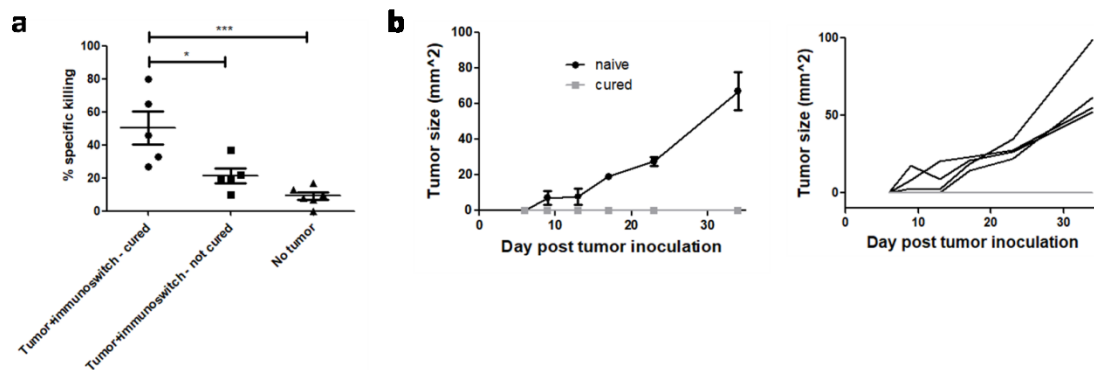 a
b
***
*
% specific killing
100
80
60
40
20
0
Tumor+immunoswitch - cured
Tumor+immunoswitch - not cured
No tumor
Tumor size (mm^2)
100
80
60
40
20
0
naive
cured
0
10
20
30
Day post tumor inoculation
Tumor size (mm^2)
100
50
0
0
10
20
30
Day post tumor inoculation